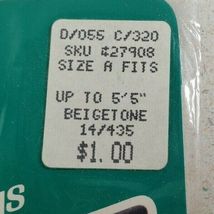 D/055 C/320
SKU #27908
SIZE A FITS
UP TO 5'5"
BEIGETONE
14/435
$1.00